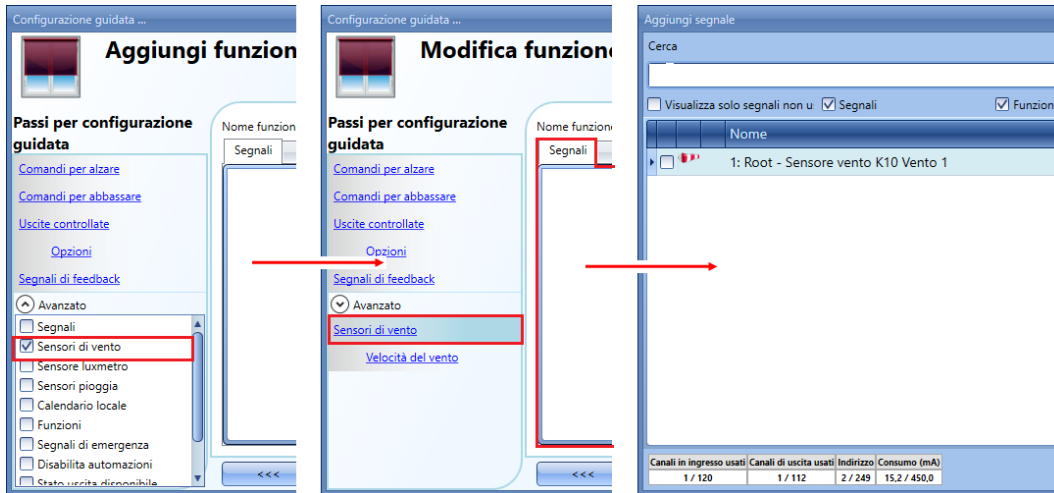 Configurazione guidata ...
Aggiungi funzion
Passi per configurazione
guidata
Nome funzion
Segnali
Comandi per alzare
Comandi per abbassare
Uscite controllate
Opzioni
Segnali di feedback
Avanzato
Segnali
Sensori di vento
Sensore luxmetro
Sensori pioggia
Calendario locale
Funzioni
Segnali di emergenza
Disabilita automazioni
Stato uscita disponibile
<<<
Configurazione guidata ...
Modifica funzion
Passi per configurazione
guidata
Nome funzion
Segnali
Comandi per alzare
Comandi per abbassare
Uscite controllate
Opzioni
Segnali di feedback
Avanzato
Sensori di vento
Velocità del vento
<<<
Aggiungi segnale
Cerca
Visualizza solo segnali non u Segnali Funzion
Nome
1: Root - Sensore vento K10 Vento 1
Canali in ingresso usati Canali di uscita usati Indirizzo Consumo (mA)
1 / 120 1 / 112 2 / 249 15,2 / 450,0